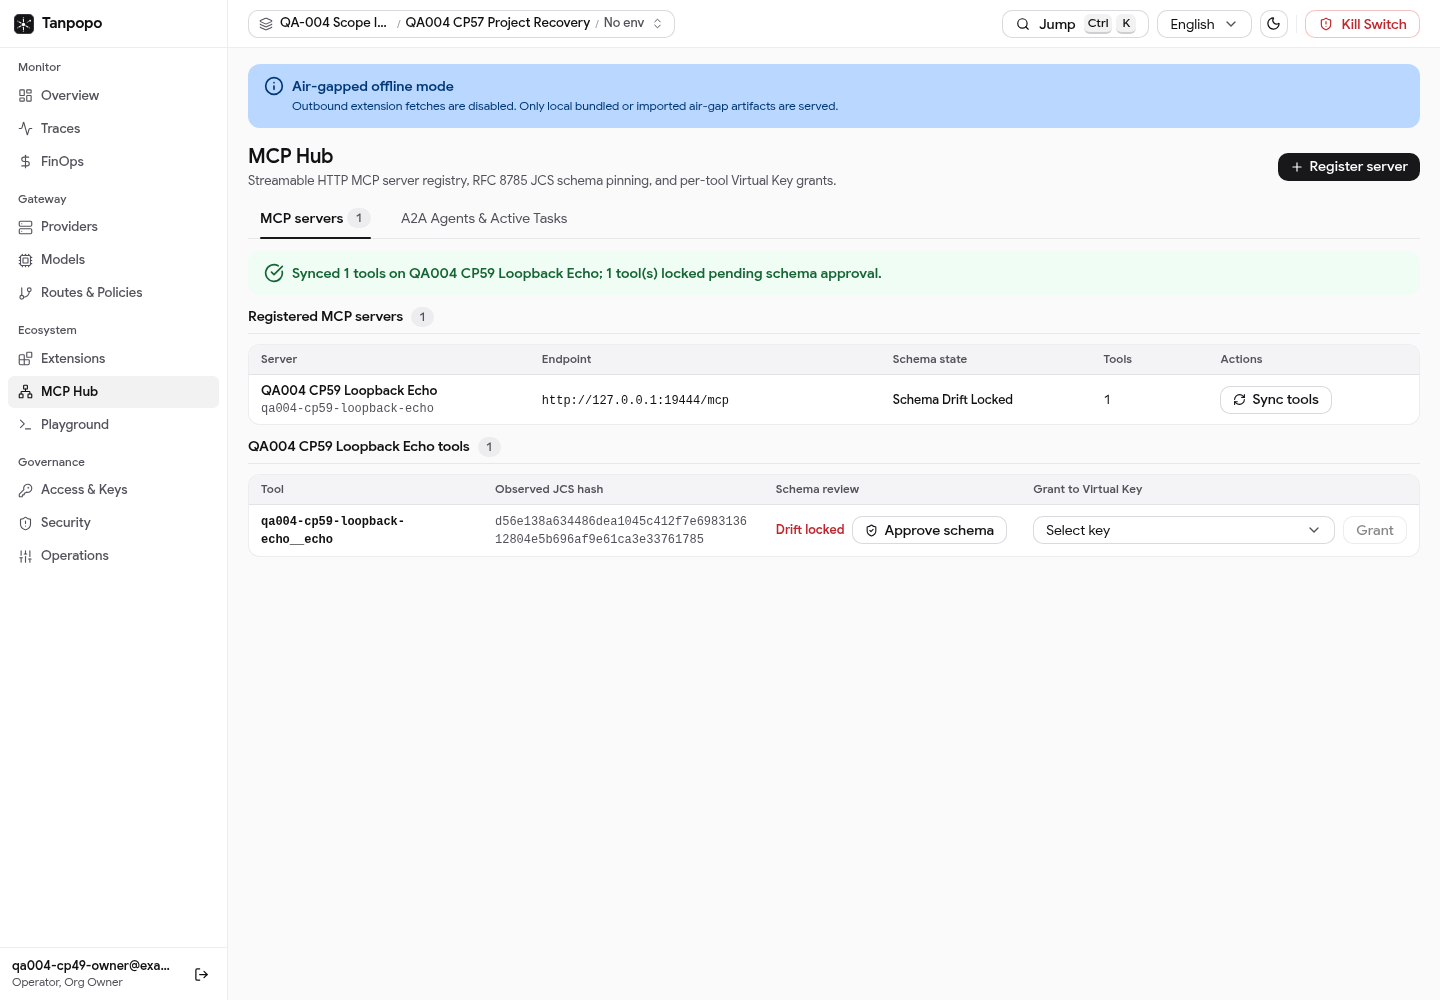 Tanpopo
QA-004 Scope I... / QA004 CP57 Project Recovery / No env
Jump Ctrl K
English
Kill Switch
Monitor
Overview
Traces
FinOps
Gateway
Providers
Models
Routes & Policies
Ecosystem
Extensions
MCP Hub
Playground
Governance
Access & Keys
Security
Operations
qa004-cp49-owner@exa...
Operator, Org Owner
Air-gapped offline mode
Outbound extension fetches are disabled. Only local bundled or imported air-gap artifacts are served.
MCP Hub
Streamable HTTP MCP server registry, RFC 8785 JCS schema pinning, and per-tool Virtual Key grants.
Register server
MCP servers 1
A2A Agents & Active Tasks
Synced 1 tools on QA004 CP59 Loopback Echo; 1 tool(s) locked pending schema approval.
Registered MCP servers 1
Server Endpoint Schema state Tools Actions
QA004 CP59 Loopback Echo
qa004-cp59-loopback-echo
http://127.0.0.1:19444/mcp
Schema Drift Locked
1
Sync tools
QA004 CP59 Loopback Echo tools 1
Tool Observed JCS hash Schema review Grant to Virtual Key
qa004-cp59-loopback-
echo__echo
d56e138a634486dea1045c412f7e6983136
12804e5b696af9e61ca3e33761785
Drift locked
Approve schema
Select key
Grant